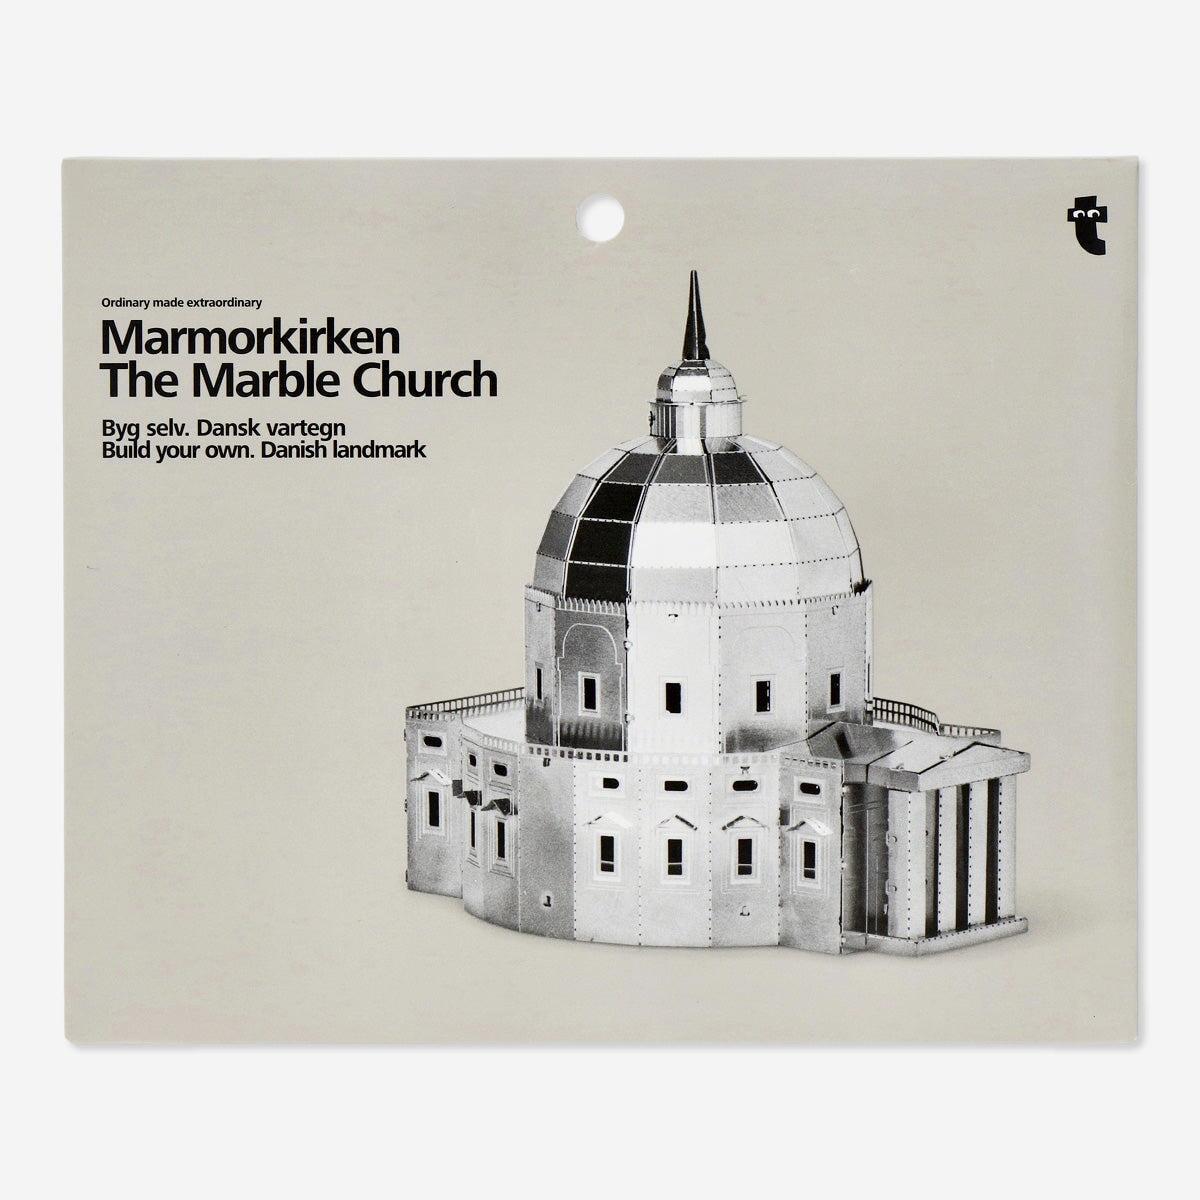 Ordinary made extraordinary
Marmorkirken
The Marble Church
Byg selv. Dansk vartegn
Build your own. Danish landmark